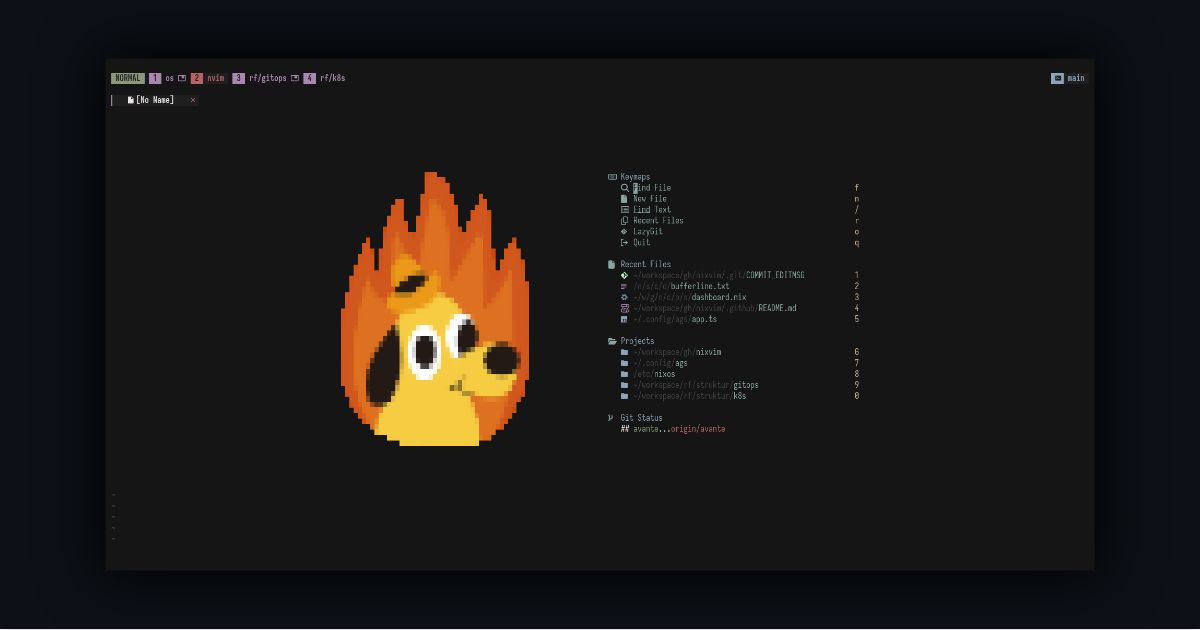 NORMAL 1 os 2 nvim 3 rf/gitops 4 rf/k8s main
[No Name] ×
Keymaps
Find File f
New File n
Find Text /
Recent Files r
LazyGit o
Quit q
Recent Files
~/workspace/gh/nixvim/.git/COMMIT_EDITMSG 1
/n/s/c/d/bufferline.txt 2
~/w/g/n/c/p/s/dashboard.nix 3
~/workspace/gh/nixvim/.github/README.md 4
~/.config/ags/app.ts 5
Projects
~/workspace/gh/nixvim 6
~/.config/ags 7
/etc/nixos 8
~/workspace/rf/struktur/gitops 9
~/workspace/rf/struktur/k8s 0
Git Status
## avante...origin/avante
~
~
~
~
~